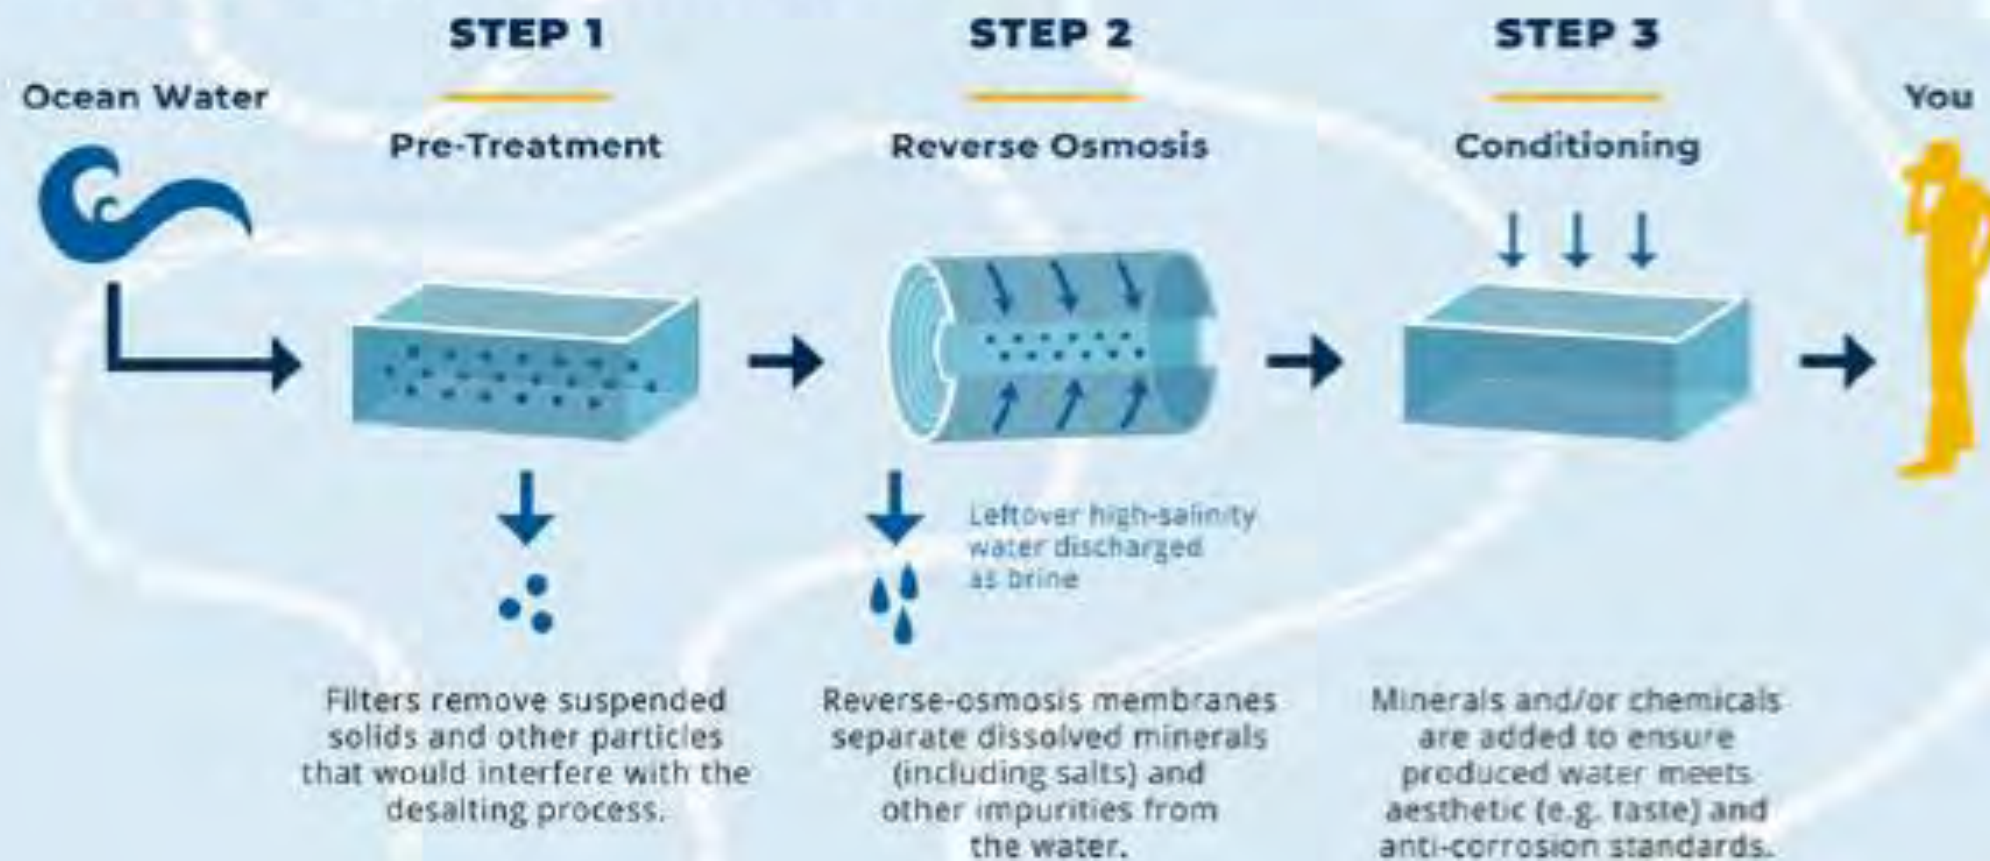 Ocean Water
STEP 1
Pre-Treatment
Filters remove suspended
solids and other particles
that would interfere with the
desalting process.
STEP 2
Reverse Osmosis
Leftover high-salinity
water discharged
as brine
Reverse-osmosis membranes
separate dissolved minerals
(including salts) and
other impurities from
the water.
STEP 3
Conditioning
Minerals and/or chemicals
are added to ensure
produced water meets
aesthetic (e.g. taste) and
anti-corrosion standards.
You